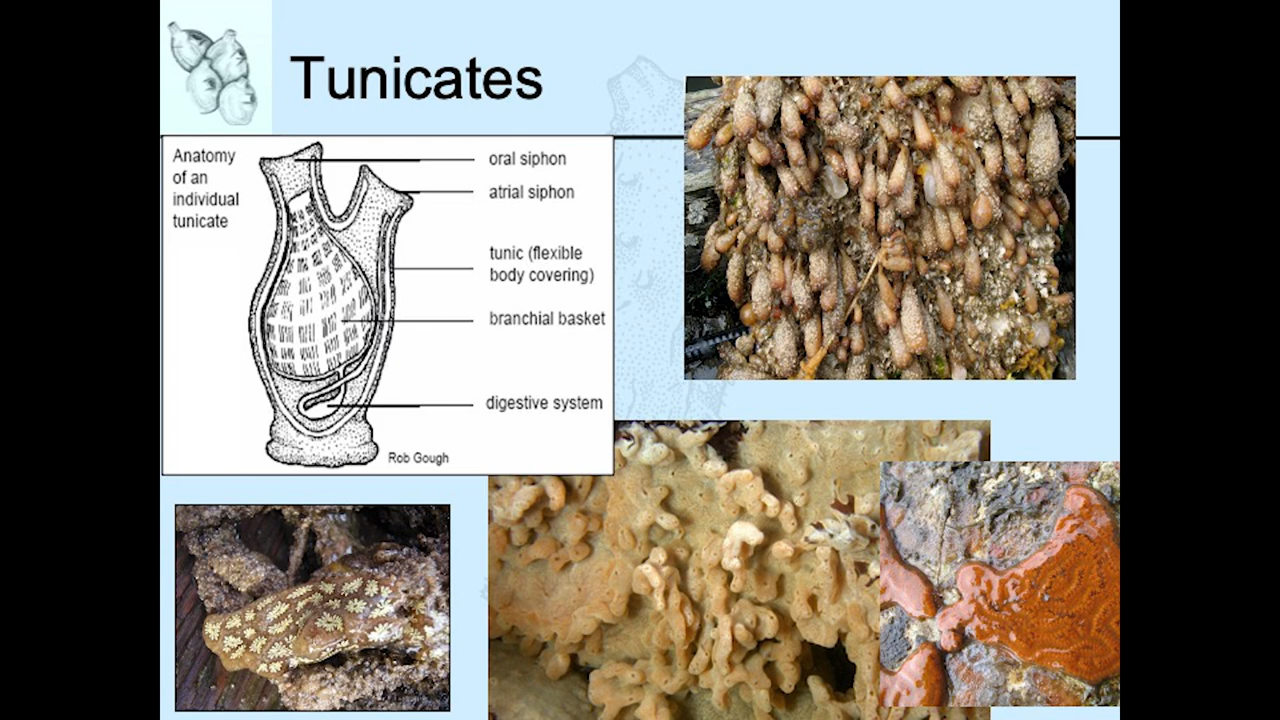 Tunicates
Anatomy
of an
individual
tunicate
oral siphon
atrial siphon
tunic (flexible
body covering)
branchial basket
digestive system
Rob Gough